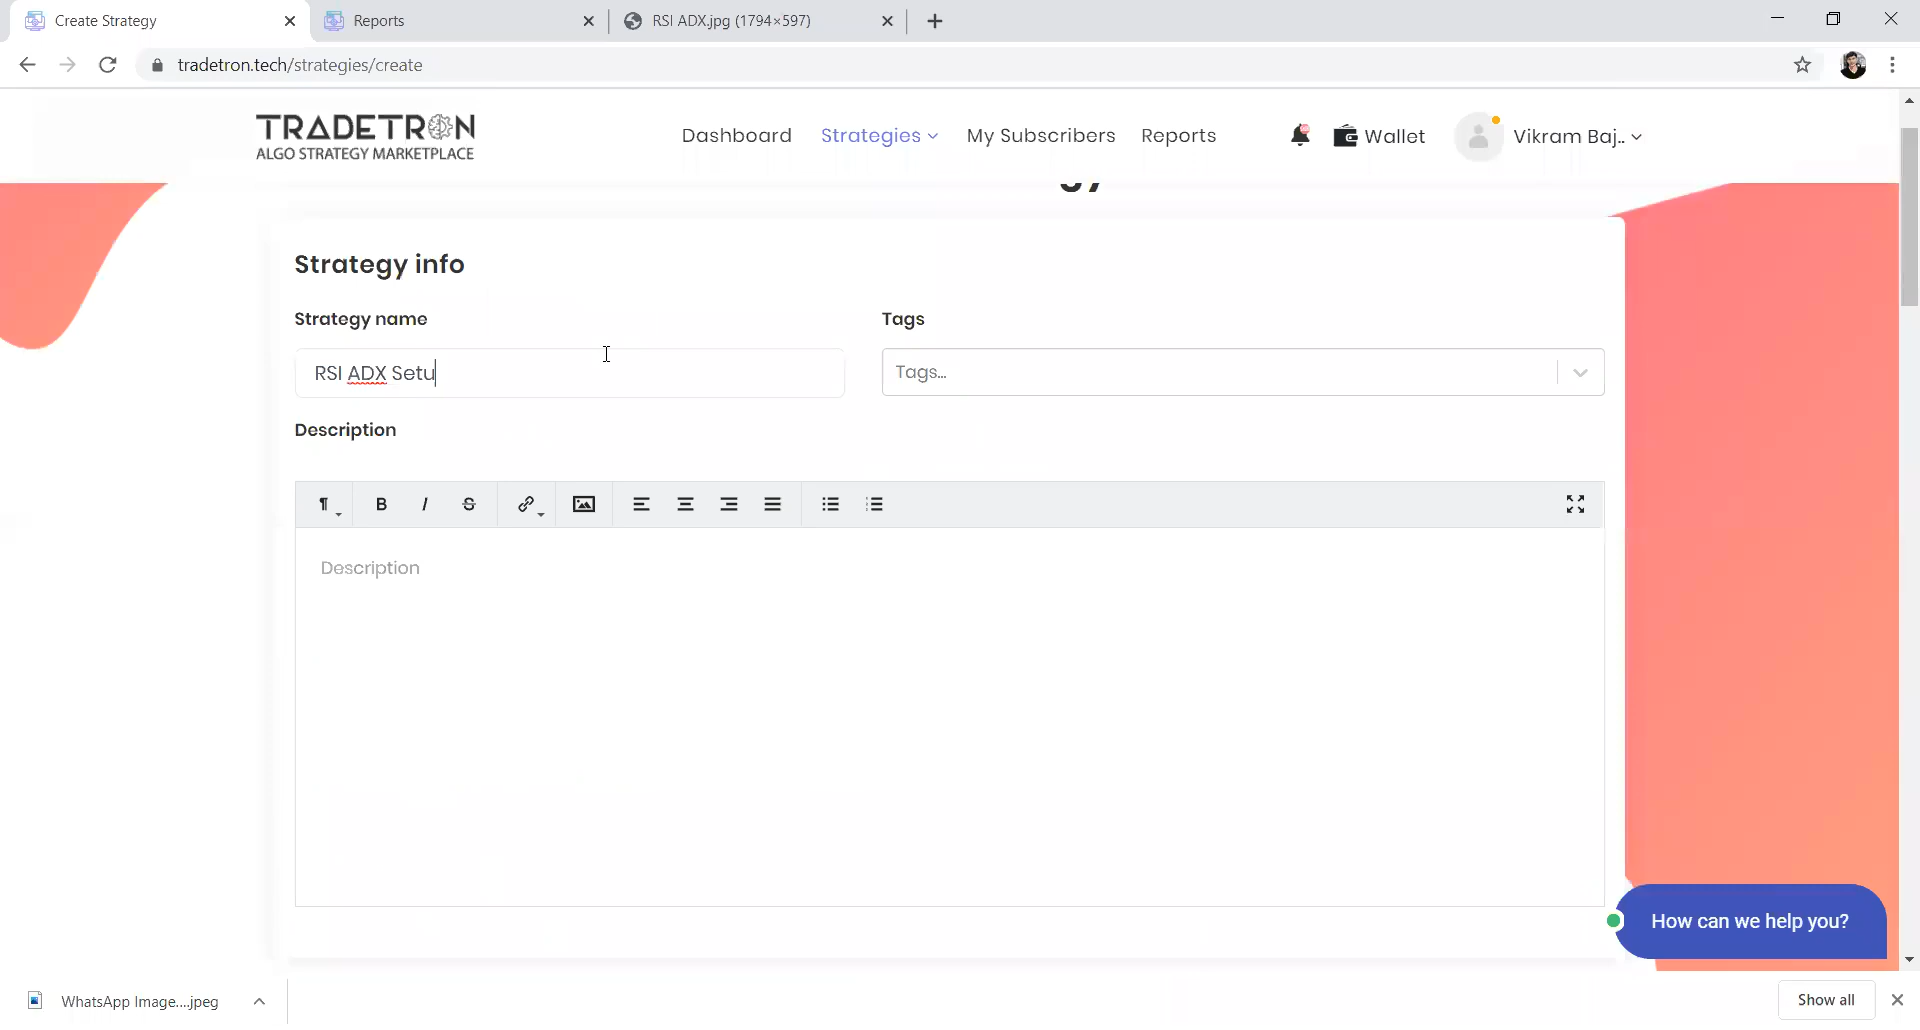 Create Strategy
Reports
RSI ADX.jpg (1794×597)
tradetron.tech/strategies/create
TRADETRON
ALGO STRATEGY MARKETPLACE
Dashboard
Strategies
My Subscribers
Reports
Wallet
Vikram Baj..
Strategy info
Strategy name
Tags
RSI ADX Setu
Tags...
Description
B I S
Description
How can we help you?
WhatsApp Image....jpeg
Show all